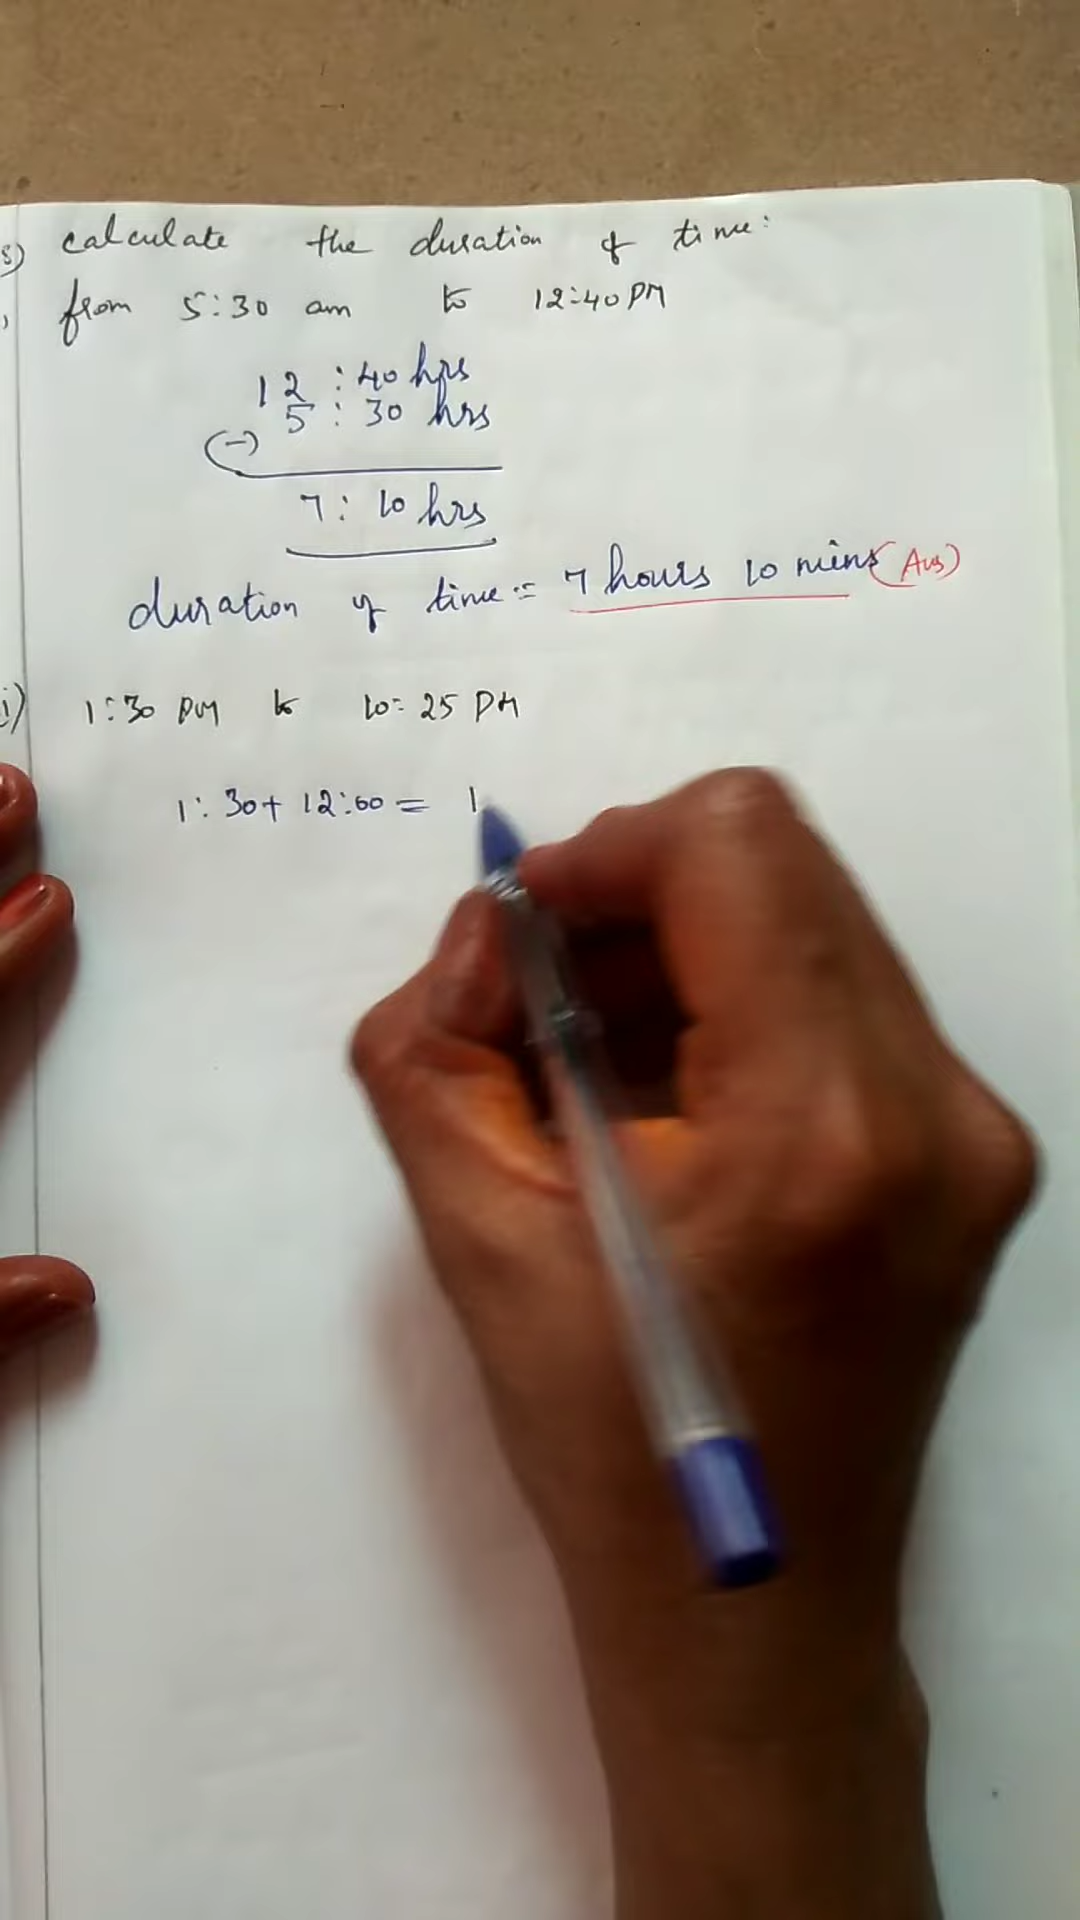 s) calculate the duration of time:
from 5:30 am to 12:40 PM
12:40 hrs
5:30 hrs
(-)
7:10 hrs
duration of time = 7 hours 10 mins (Ans)
i) 1:30 PM to 10:25 PM
1:30 + 12:00 = 1